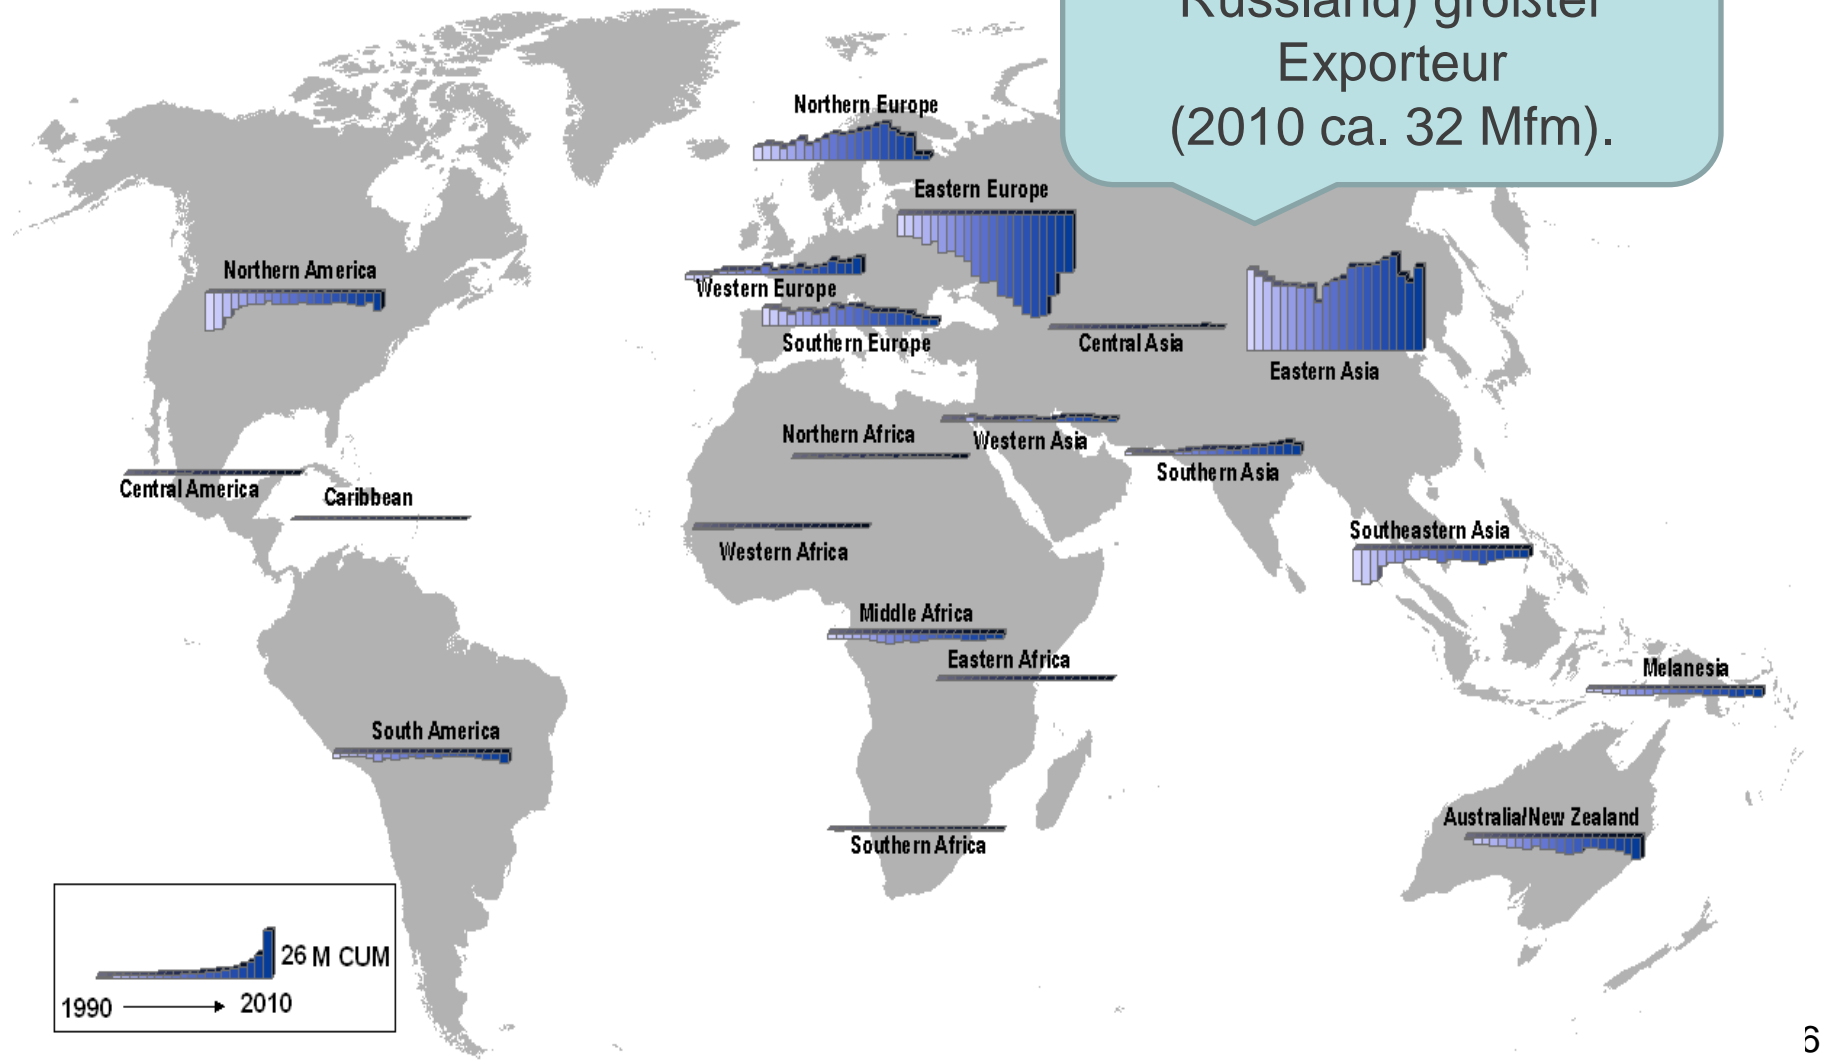 Russland) größter
Exporteur
(2010 ca. 32 Mfm).
Northern Europe
Eastern Europe
Northern America
Western Europe
Southern Europe
Central Asia
Eastern Asia
Northern Africa
Western Asia
Southern Asia
Central America
Caribbean
Southeastern Asia
Western Africa
Middle Africa
Eastern Africa
Melanesia
South America
Australia/New Zealand
Southern Africa
26 M CUM
1990
2010
6